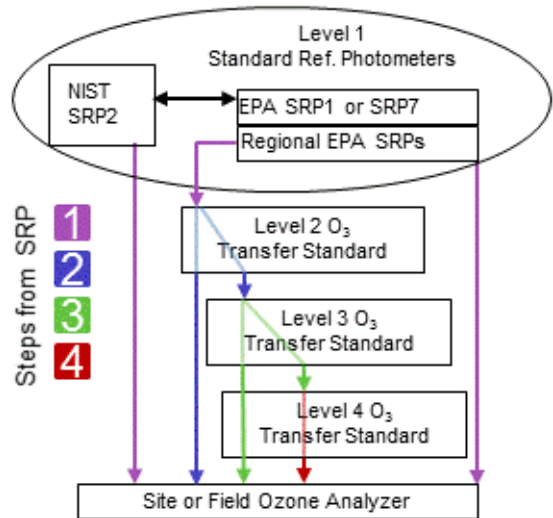 Level 1
Standard Ref. Photometers
NIST
SRP2
EPA SRP1 or SRP7
Regional EPA SRPs
Steps from SRP
1
2
3
4
Level 2 O₃
Transfer Standard
Level 3 O₃
Transfer Standard
Level 4 O₃
Transfer Standard
Site or Field Ozone Analyzer